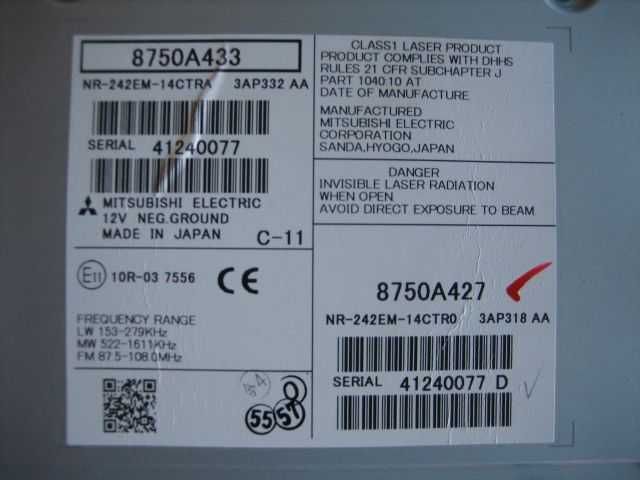 8750A433
NR-242EM-14CTRA 3AP332 AA
SERIAL 41240077
MITSUBISHI ELECTRIC
12V NEG.GROUND
MADE IN JAPAN C-11
E11 10R-03 7556 CE
FREQUENCY RANGE
LW 153-279KHz
MW 522-1611KHz
FM 87.5-108.0MHz
55 57
CLASS1 LASER PRODUCT
PRODUCT COMPLIES WITH DHHS
RULES 21 CFR SUBCHAPTER J
PART 1040.10 AT
DATE OF MANUFACTURE
MANUFACTURED
MITSUBISHI ELECTRIC
CORPORATION
SANDA,HYOGO,JAPAN
DANGER
INVISIBLE LASER RADIATION
WHEN OPEN.
AVOID DIRECT EXPOSURE TO BEAM
8750A427
NR-242EM-14CTR0 3AP318 AA
SERIAL 41240077 D